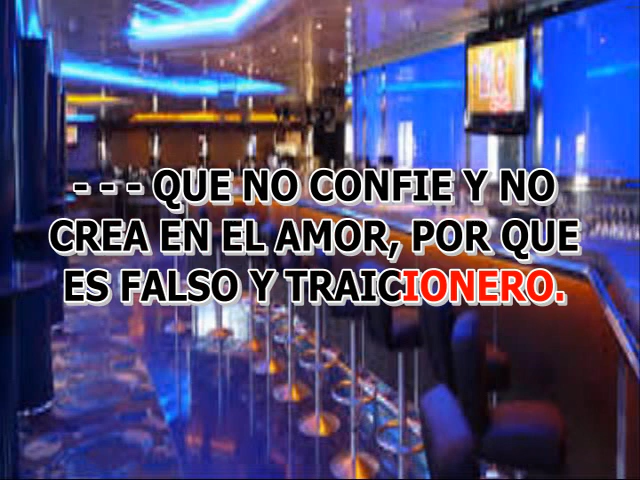 - - - QUE NO CONFIE Y NO
CREA EN EL AMOR, POR QUE
ES FALSO Y TRAICIONERO.